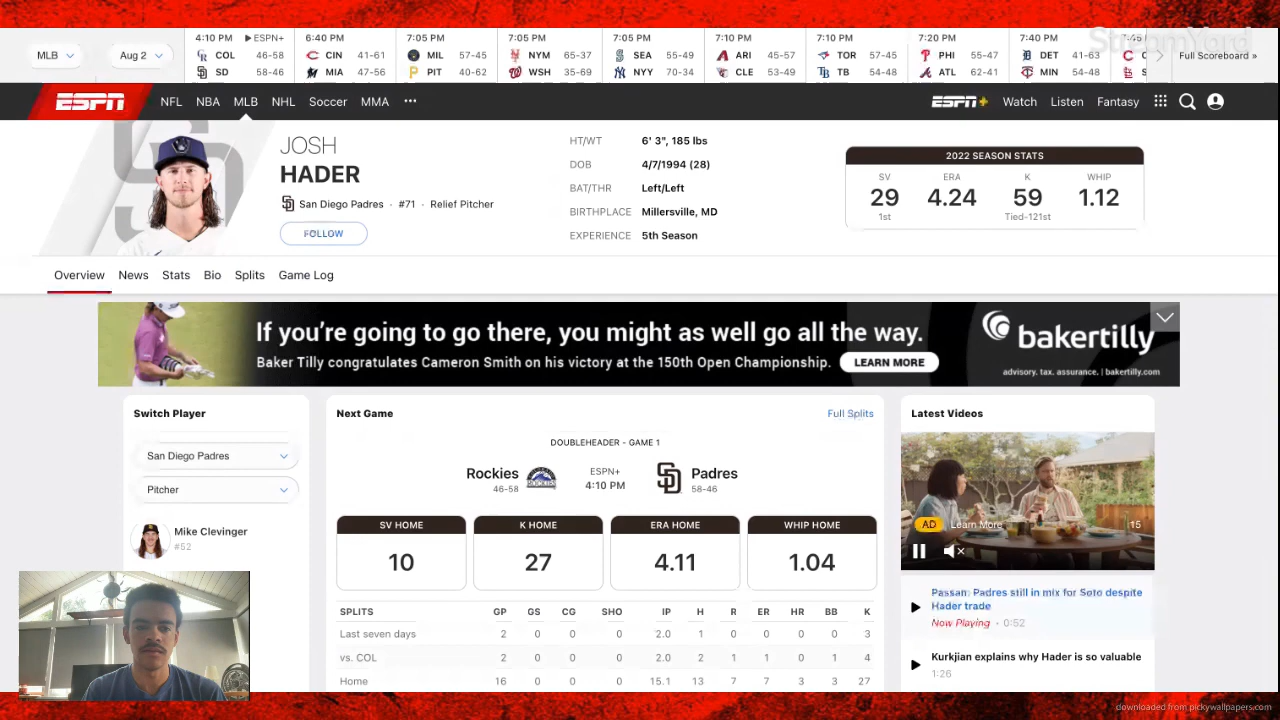 StreamYard
MLB
Aug 2
4:10 PM ▶ESPN+
COL 46-58
SD 58-46
6:40 PM
CIN 41-61
MIA 47-56
7:05 PM
MIL 57-45
PIT 40-62
7:05 PM
NYM 65-37
WSH 35-69
7:05 PM
SEA 55-49
NYY 70-34
7:10 PM
ARI 45-57
CLE 53-49
7:10 PM
TOR 57-45
TB 54-48
7:20 PM
PHI 55-47
ATL 62-41
7:40 PM
DET 41-63
MIN 54-48
7:45
Full Scoreboard »
ESPN NFL NBA MLB NHL Soccer MMA ••• ESPN+ Watch Listen Fantasy
JOSH
HADER
San Diego Padres • #71 • Relief Pitcher
FOLLOW
HT/WT 6' 3", 185 lbs
DOB 4/7/1994 (28)
BAT/THR Left/Left
BIRTHPLACE Millersville, MD
EXPERIENCE 5th Season
2022 SEASON STATS
SV ERA K WHIP
29 4.24 59 1.12
1st Tied-121st
Overview News Stats Bio Splits Game Log
If you're going to go there, you might as well go all the way.
Baker Tilly congratulates Cameron Smith on his victory at the 150th Open Championship. LEARN MORE
bakertilly
advisory. tax. assurance. | bakertilly.com
Switch Player
San Diego Padres
Pitcher
Mike Clevinger
#52
Next Game Full Splits
DOUBLEHEADER - GAME 1
Rockies
46-58
ROCKIES
ESPN+
4:10 PM
Padres
58-46
SV HOME K HOME ERA HOME WHIP HOME
10 27 4.11 1.04
SPLITS GP GS CG SHO IP H R ER HR BB K
Last seven days 2 0 0 0 2.0 1 0 0 0 0 3
vs. COL 2 0 0 0 2.0 2 1 1 0 1 4
Home 16 0 0 0 15.1 13 7 7 3 3 27
Latest Videos
AD Learn More 15
Passan: Padres still in mix for Soto despite
Hader trade
Now Playing • 0:52
Kurkjian explains why Hader is so valuable
1:26
downloaded from pickywallpapers.com